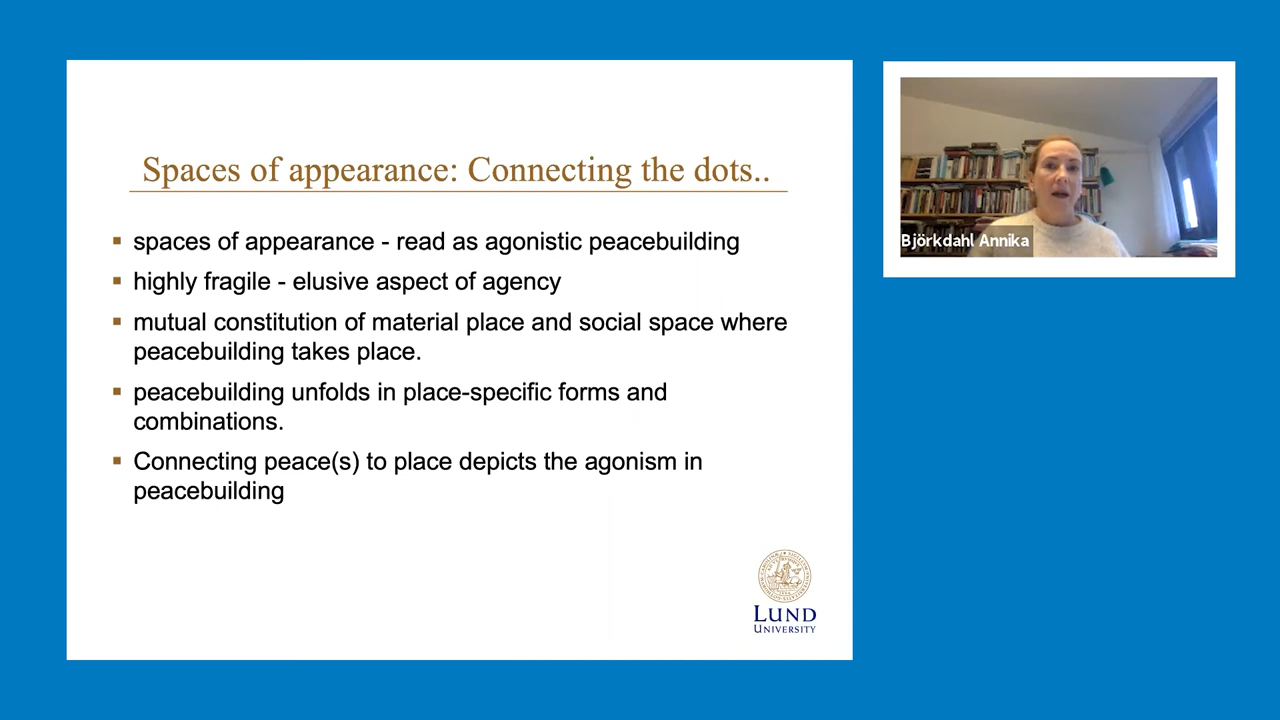 Spaces of appearance: Connecting the dots..
▪ spaces of appearance - read as agonistic peacebuilding
▪ highly fragile - elusive aspect of agency
▪ mutual constitution of material place and social space where
peacebuilding takes place.
▪ peacebuilding unfolds in place-specific forms and
combinations.
▪ Connecting peace(s) to place depicts the agonism in
peacebuilding
LUND
UNIVERSITY
Björkdahl Annika